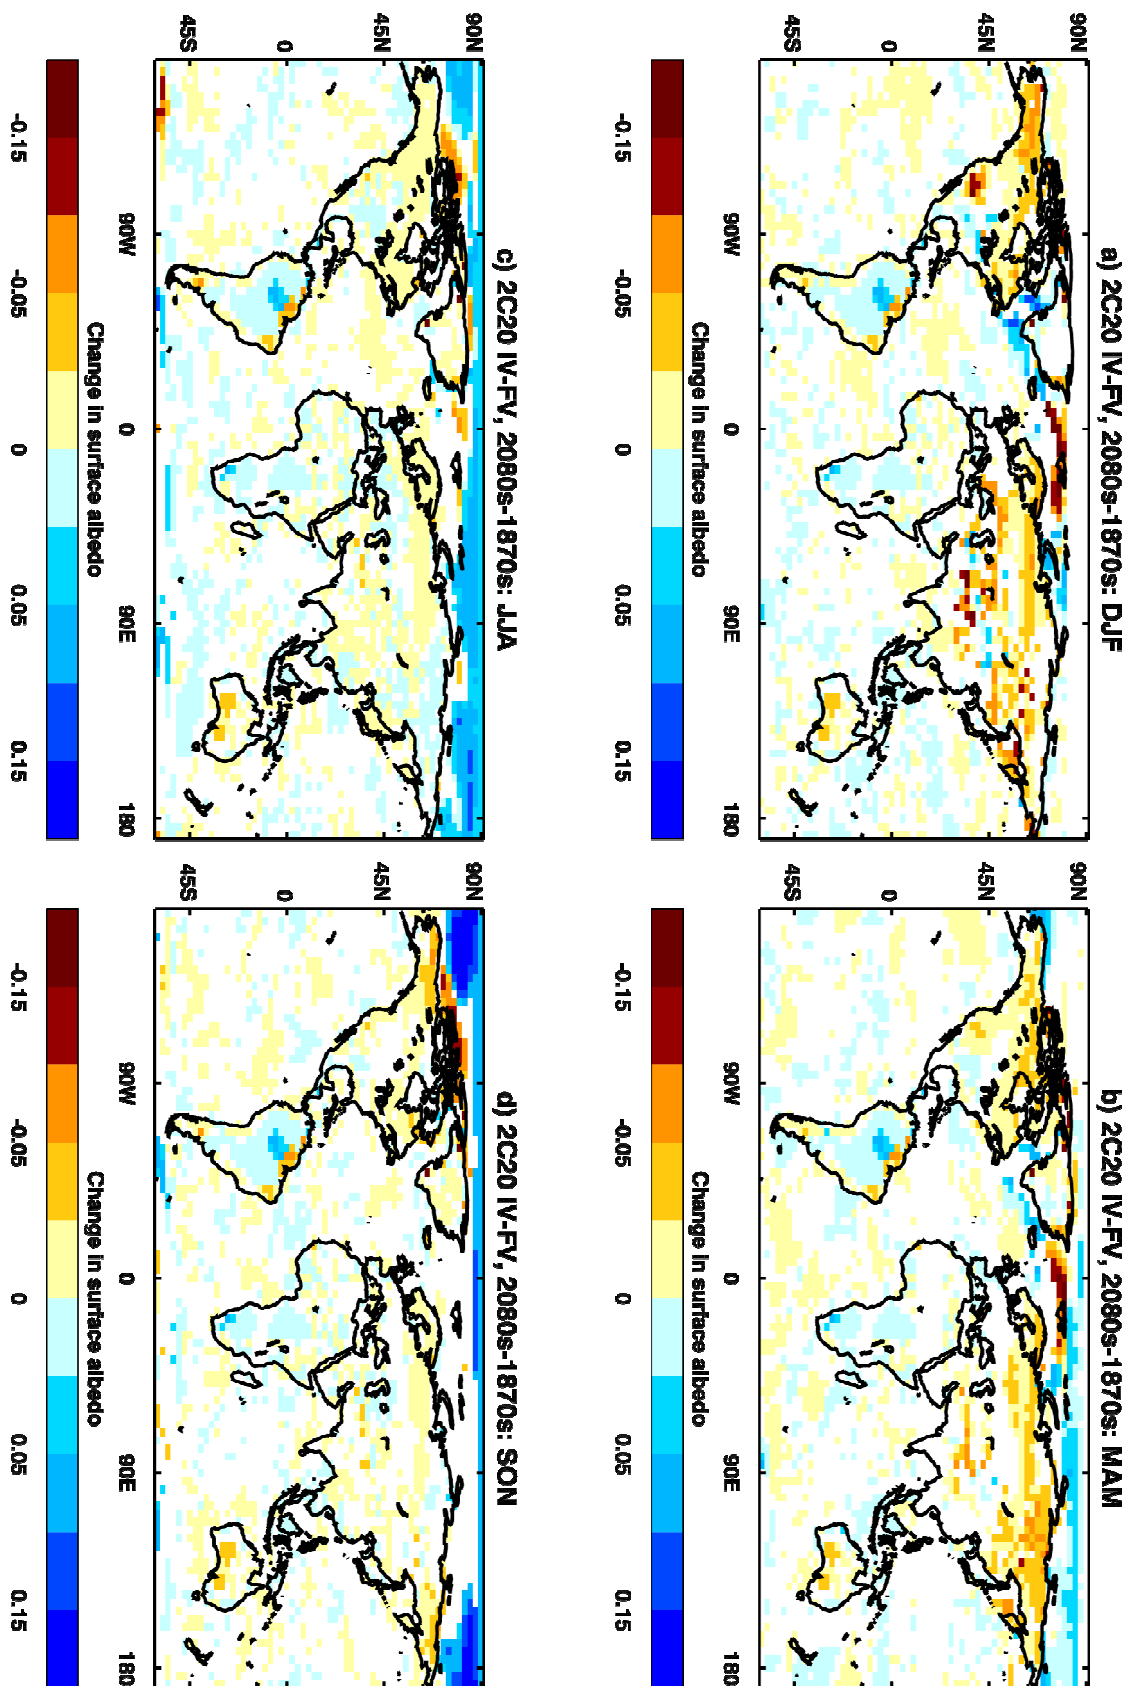 a) 2C20 IV-FV, 2080s-1870s: DJF
90N
45N
0
45S
90W
0
90E
180
Change in surface albedo
-0.15
-0.05
0
0.05
0.15
b) 2C20 IV-FV, 2080s-1870s: MAM
90N
45N
0
45S
90W
0
90E
180
Change in surface albedo
-0.15
-0.05
0
0.05
0.15
c) 2C20 IV-FV, 2080s-1870s: JJA
90N
45N
0
45S
90W
0
90E
180
Change in surface albedo
-0.15
-0.05
0
0.05
0.15
d) 2C20 IV-FV, 2080s-1870s: SON
90N
45N
0
45S
90W
0
90E
180
Change in surface albedo
-0.15
-0.05
0
0.05
0.15